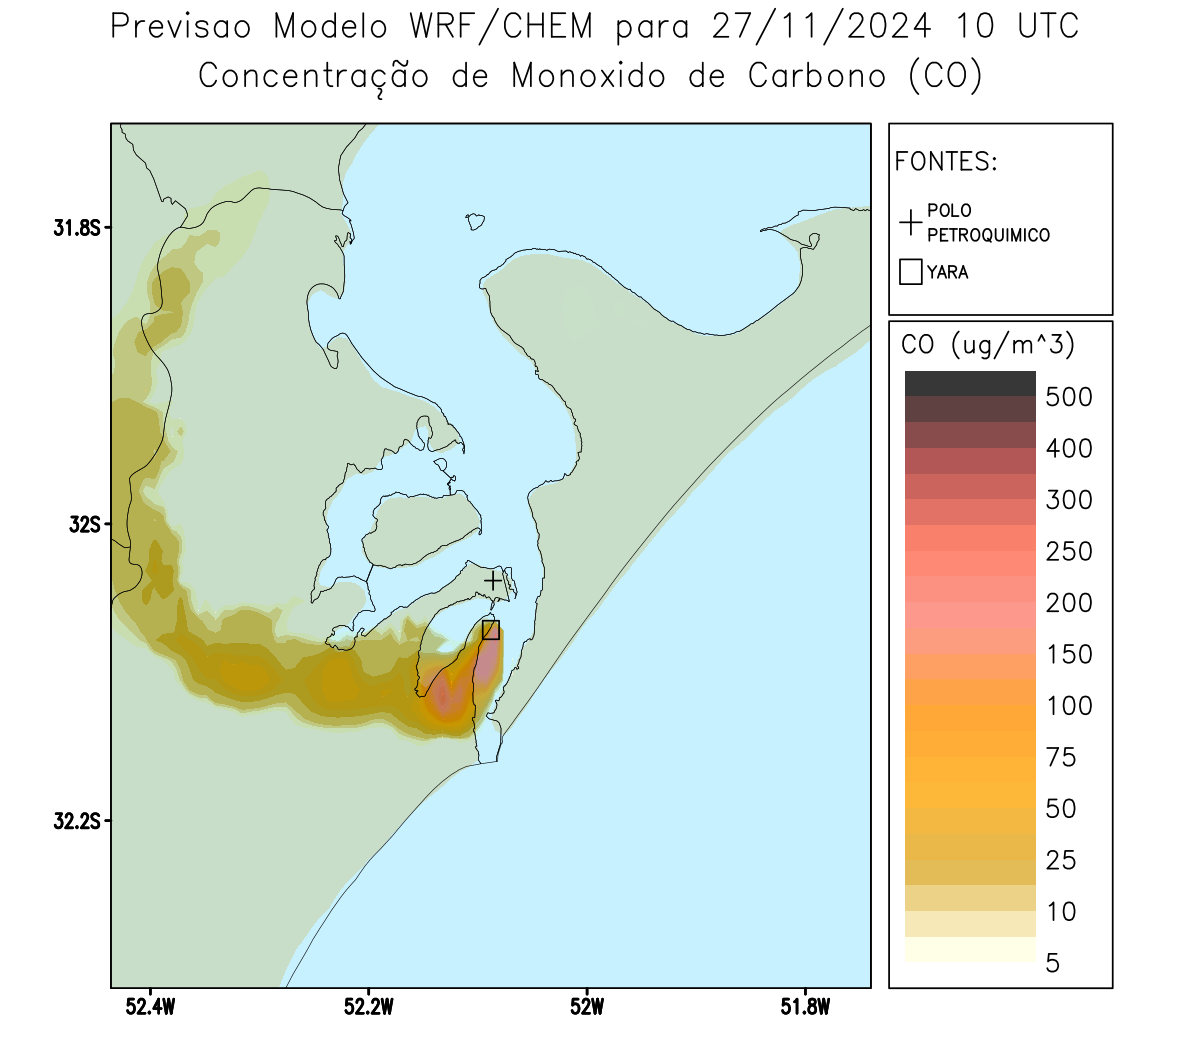 Previsao Modelo WRF/CHEM para 27/11/2024 10 UTC
Concentração de Monoxido de Carbono (CO)
FONTES:
POLO
PETROQUIMICO
YARA
CO (ug/m^3)
500
400
300
250
200
150
100
75
50
25
10
5
31.8S
32S
32.2S
52.4W
52.2W
52W
51.8W